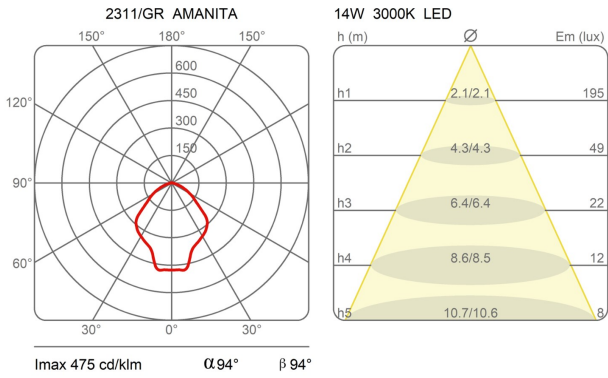 2311/GR AMANITA
150° 180° 150°
600
120° 450
300
150
90°
60°
30° 0° 30°
Imax 475 cd/klm α94° β 94°
14W 3000K LED
h (m) Ø Em (lux)
h1 2.1/2.1 195
h2 4.3/4.3 49
h3 6.4/6.4 22
h4 8.6/8.5 12
h5 10.7/10.6 8